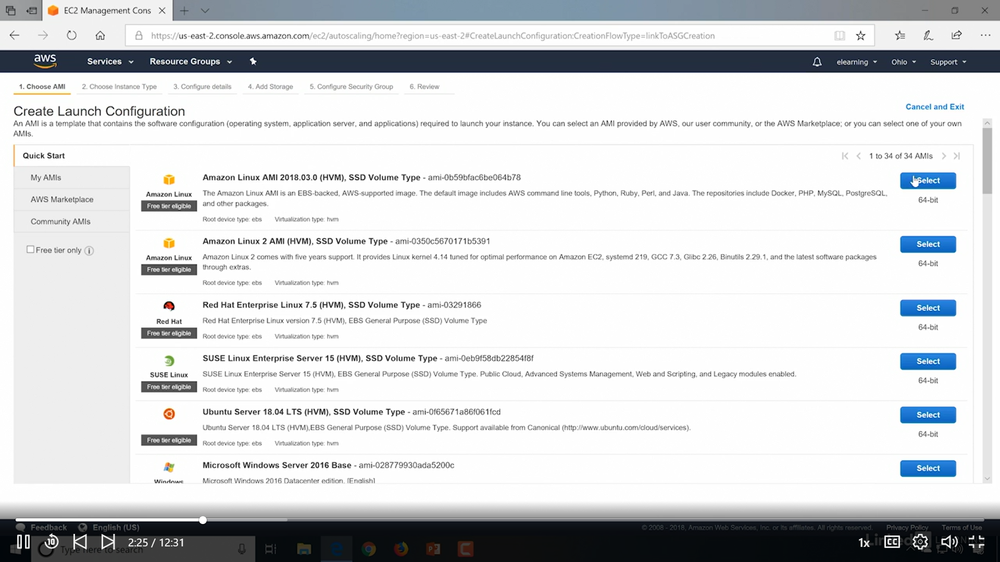 EC2 Management Cons
https://us-east-2.console.aws.amazon.com/ec2/autoscaling/home?region=us-east-2#CreateLaunchConfiguration:CreationFlowType=linkToASGCreation
aws Services Resource Groups elearning Ohio Support
1. Choose AMI 2. Choose Instance Type 3. Configure details 4. Add Storage 5. Configure Security Group 6. Review
Create Launch Configuration
Cancel and Exit
An AMI is a template that contains the software configuration (operating system, application server, and applications) required to launch your instance. You can select an AMI provided by AWS, our user community, or the AWS Marketplace; or you can select one of your own
AMIs.
Quick Start
My AMIs
AWS Marketplace
Community AMIs
Free tier only
1 to 34 of 34 AMIs
Amazon Linux
Free tier eligible
Amazon Linux AMI 2018.03.0 (HVM), SSD Volume Type - ami-0b59bfac6be064b78
The Amazon Linux AMI is an EBS-backed, AWS-supported image. The default image includes AWS command line tools, Python, Ruby, Perl, and Java. The repositories include Docker, PHP, MySQL, PostgreSQL,
and other packages.
Root device type: ebs Virtualization type: hvm
Select
64-bit
Amazon Linux
Free tier eligible
Amazon Linux 2 AMI (HVM), SSD Volume Type - ami-0350c5670171b5391
Amazon Linux 2 comes with five years support. It provides Linux kernel 4.14 tuned for optimal performance on Amazon EC2, systemd 219, GCC 7.3, Glibc 2.26, Binutils 2.29.1, and the latest software packages
through extras.
Root device type: ebs Virtualization type: hvm
Select
64-bit
Red Hat
Free tier eligible
Red Hat Enterprise Linux 7.5 (HVM), SSD Volume Type - ami-03291866
Red Hat Enterprise Linux version 7.5 (HVM), EBS General Purpose (SSD) Volume Type
Root device type: ebs Virtualization type: hvm
Select
64-bit
SUSE Linux
Free tier eligible
SUSE Linux Enterprise Server 15 (HVM), SSD Volume Type - ami-0eb9f58db22854f8f
SUSE Linux Enterprise Server 15 (HVM), EBS General Purpose (SSD) Volume Type. Public Cloud, Advanced Systems Management, Web and Scripting, and Legacy modules enabled.
Root device type: ebs Virtualization type: hvm
Select
64-bit
Free tier eligible
Ubuntu Server 18.04 LTS (HVM), SSD Volume Type - ami-0f65671a86f061fcd
Ubuntu Server 18.04 LTS (HVM),EBS General Purpose (SSD) Volume Type. Support available from Canonical (http://www.ubuntu.com/cloud/services).
Root device type: ebs Virtualization type: hvm
Select
64-bit
Windows
Microsoft Windows Server 2016 Base - ami-028779930ada5200c
Microsoft Windows 2016 Datacenter edition. [English]
Select
Feedback English (US)
© 2008 - 2018, Amazon Web Services, Inc. or its affiliates. All rights reserved. Privacy Policy Terms of Use
10 2:25 / 12:31 1x CC
Type here to search